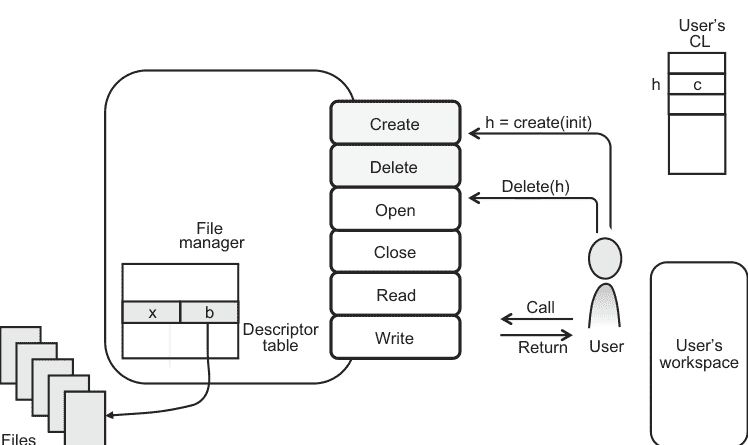 User's
CL
h
c
Create
h = create(init)
Delete
Delete(h)
Open
File
manager
Close
Read
x
b
Descriptor
table
Call
Write
Return
User
User's
workspace
Files